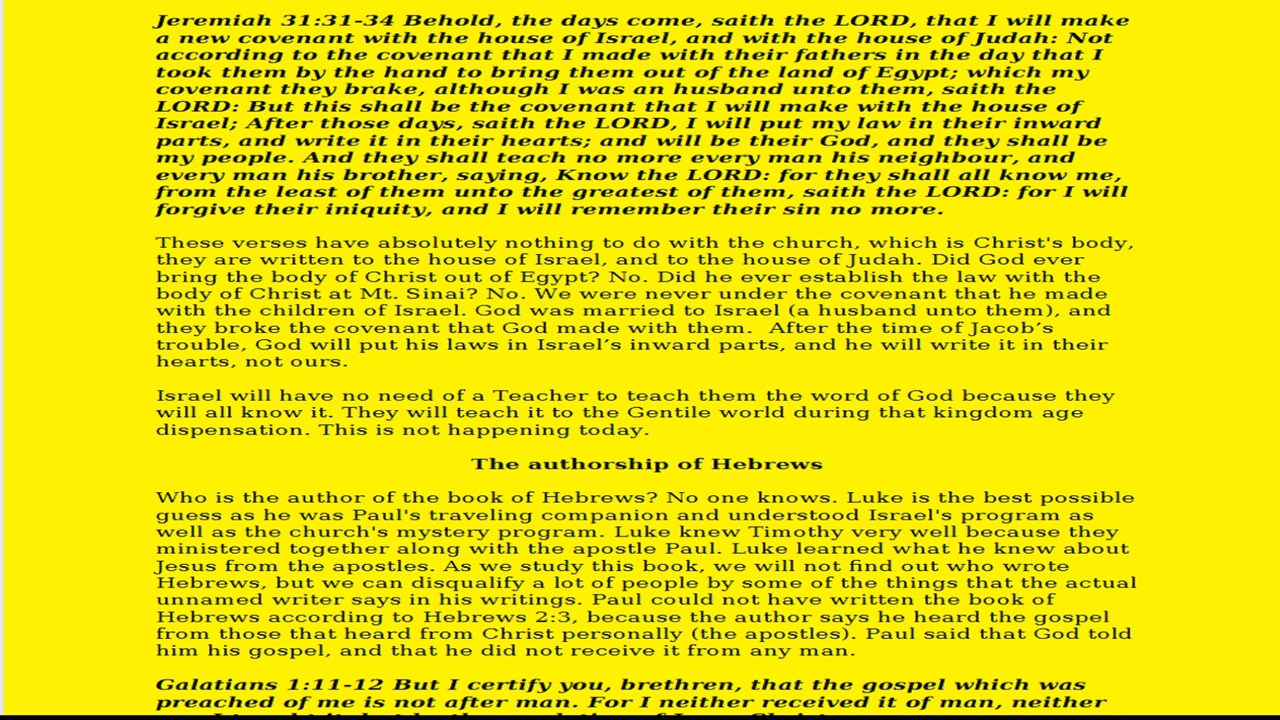 Jeremiah 31:31-34 Behold, the days come, saith the LORD, that I will make
a new covenant with the house of Israel, and with the house of Judah: Not
according to the covenant that I made with their fathers in the day that I
took them by the hand to bring them out of the land of Egypt; which my
covenant they brake, although I was an husband unto them, saith the
LORD: But this shall be the covenant that I will make with the house of
Israel; After those days, saith the LORD, I will put my law in their inward
parts, and write it in their hearts; and will be their God, and they shall be
my people. And they shall teach no more every man his neighbour, and
every man his brother, saying, Know the LORD: for they shall all know me,
from the least of them unto the greatest of them, saith the LORD: for I will
forgive their iniquity, and I will remember their sin no more.
These verses have absolutely nothing to do with the church, which is Christ's body,
they are written to the house of Israel, and to the house of Judah. Did God ever
bring the body of Christ out of Egypt? No. Did he ever establish the law with the
body of Christ at Mt. Sinai? No. We were never under the covenant that he made
with the children of Israel. God was married to Israel (a husband unto them), and
they broke the covenant that God made with them.  After the time of Jacob’s
trouble, God will put his laws in Israel’s inward parts, and he will write it in their
hearts, not ours.
Israel will have no need of a Teacher to teach them the word of God because they
will all know it. They will teach it to the Gentile world during that kingdom age
dispensation. This is not happening today.
The authorship of Hebrews
Who is the author of the book of Hebrews? No one knows. Luke is the best possible
guess as he was Paul's traveling companion and understood Israel's program as
well as the church's mystery program. Luke knew Timothy very well because they
ministered together along with the apostle Paul. Luke learned what he knew about
Jesus from the apostles. As we study this book, we will not find out who wrote
Hebrews, but we can disqualify a lot of people by some of the things that the actual
unnamed writer says in his writings. Paul could not have written the book of
Hebrews according to Hebrews 2:3, because the author says he heard the gospel
from those that heard from Christ personally (the apostles). Paul said that God told
him his gospel, and that he did not receive it from any man.
Galatians 1:11-12 But I certify you, brethren, that the gospel which was
preached of me is not after man. For I neither received it of man, neither